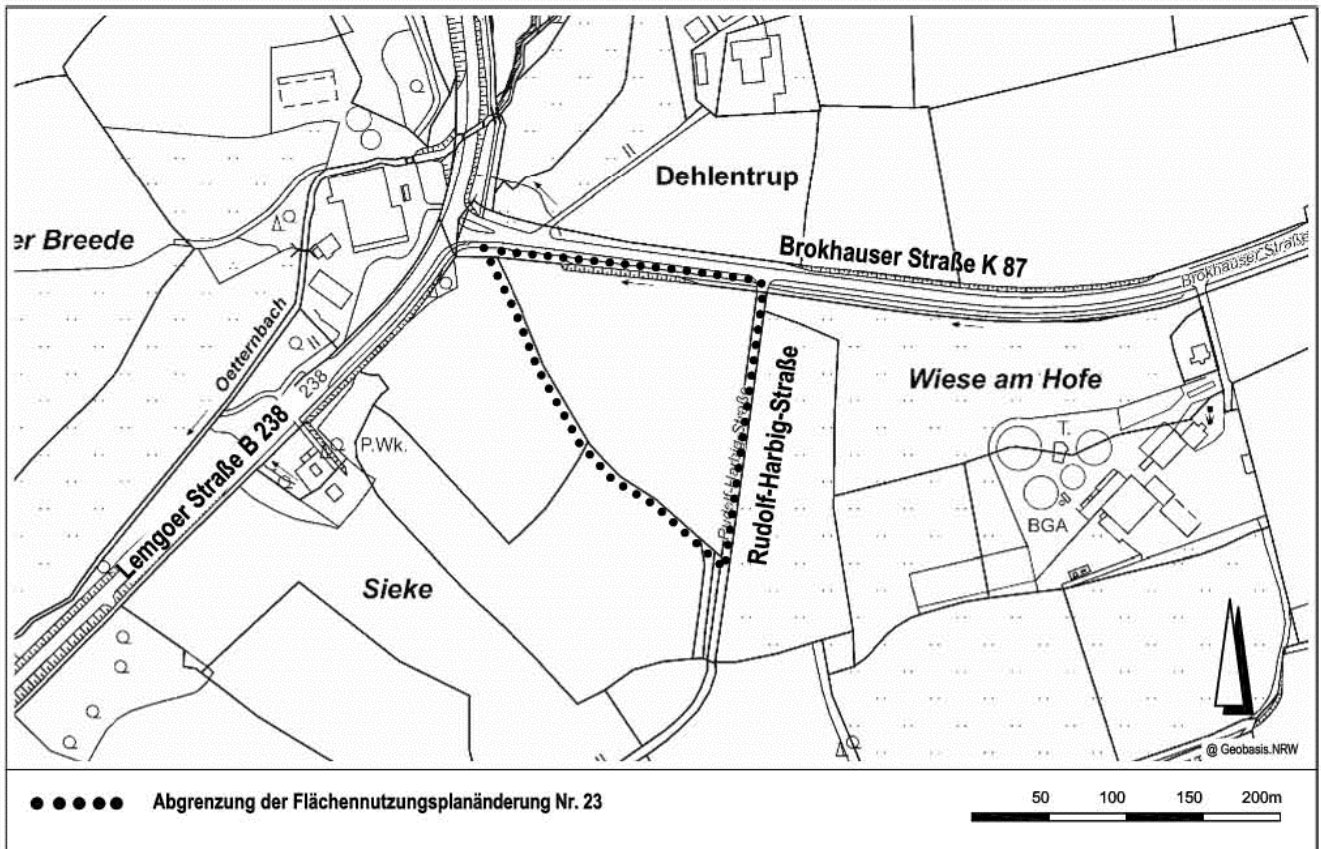 Dehlentrup
er Breede
Brokhauser Straße K 87
Brokhauser Straße
Oetternbach
238
Lemgoer Straße B 238
P.Wk.
Wiese am Hofe
Rudolf-Harbig-Straße
Rudolf-Harbig-Straße
T.
BGA
Sieke
@ Geobasis.NRW
Abgrenzung der Flächennutzungsplanänderung Nr. 23
50 100 150 200m